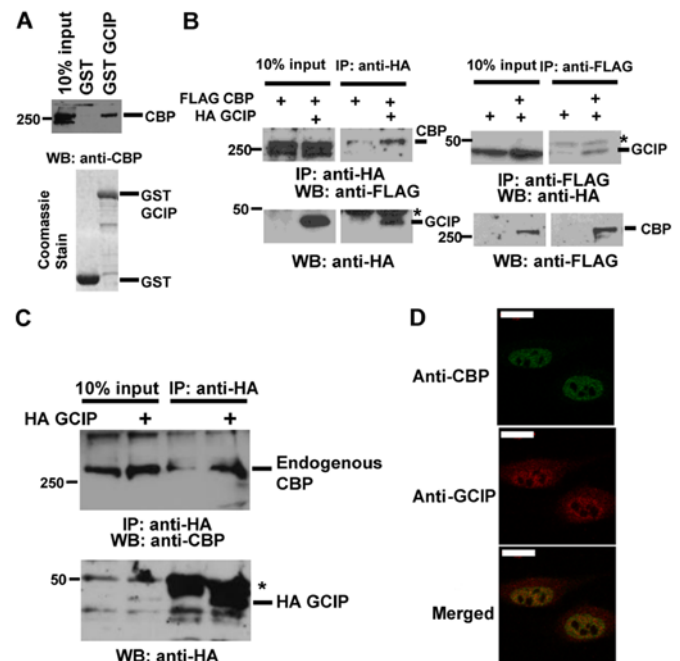 A
10% input
GST
GST GCIP
250
CBP
WB: anti-CBP
Coomassie
Stain
GST
GCIP
GST
B
10% input
IP: anti-HA
FLAG CBP + + + +
HA GCIP + +
CBP
250
IP: anti-HA
WB: anti-FLAG
50
*
GCIP
WB: anti-HA
10% input
IP: anti-FLAG
+ +
+ + + +
50
*
GCIP
IP: anti-FLAG
WB: anti-HA
250
CBP
WB: anti-FLAG
C
10% input
IP: anti-HA
HA GCIP + +
250
Endogenous
CBP
IP: anti-HA
WB: anti-CBP
50
*
HA GCIP
WB: anti-HA
D
Anti-CBP
Anti-GCIP
Merged